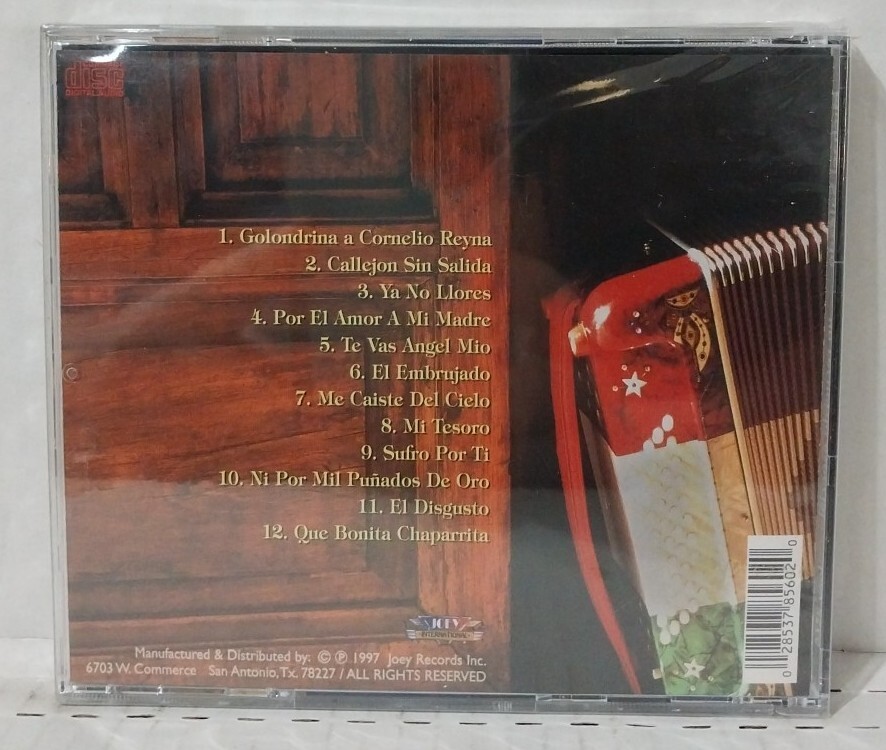 disc
DIGITAL AUDIO
1. Golondrina a Cornelio Reyna
2. Callejon Sin Salida
3. Ya No Llores
4. Por El Amor A Mi Madre
5. Te Vas Angel Mio
6. El Embrujado
7. Me Caiste Del Cielo
8. Mi Tesoro
9. Sufro Por Ti
10. Ni Por Mil Puñados De Oro
11. El Disgusto
12. Que Bonita Chaparrita
JOEY
INTERNATIONAL
Manufactured & Distributed by: © ℗ 1997 Joey Records Inc.
6703 W. Commerce San Antonio, Tx. 78227 / ALL RIGHTS RESERVED
0 28537 85602 0